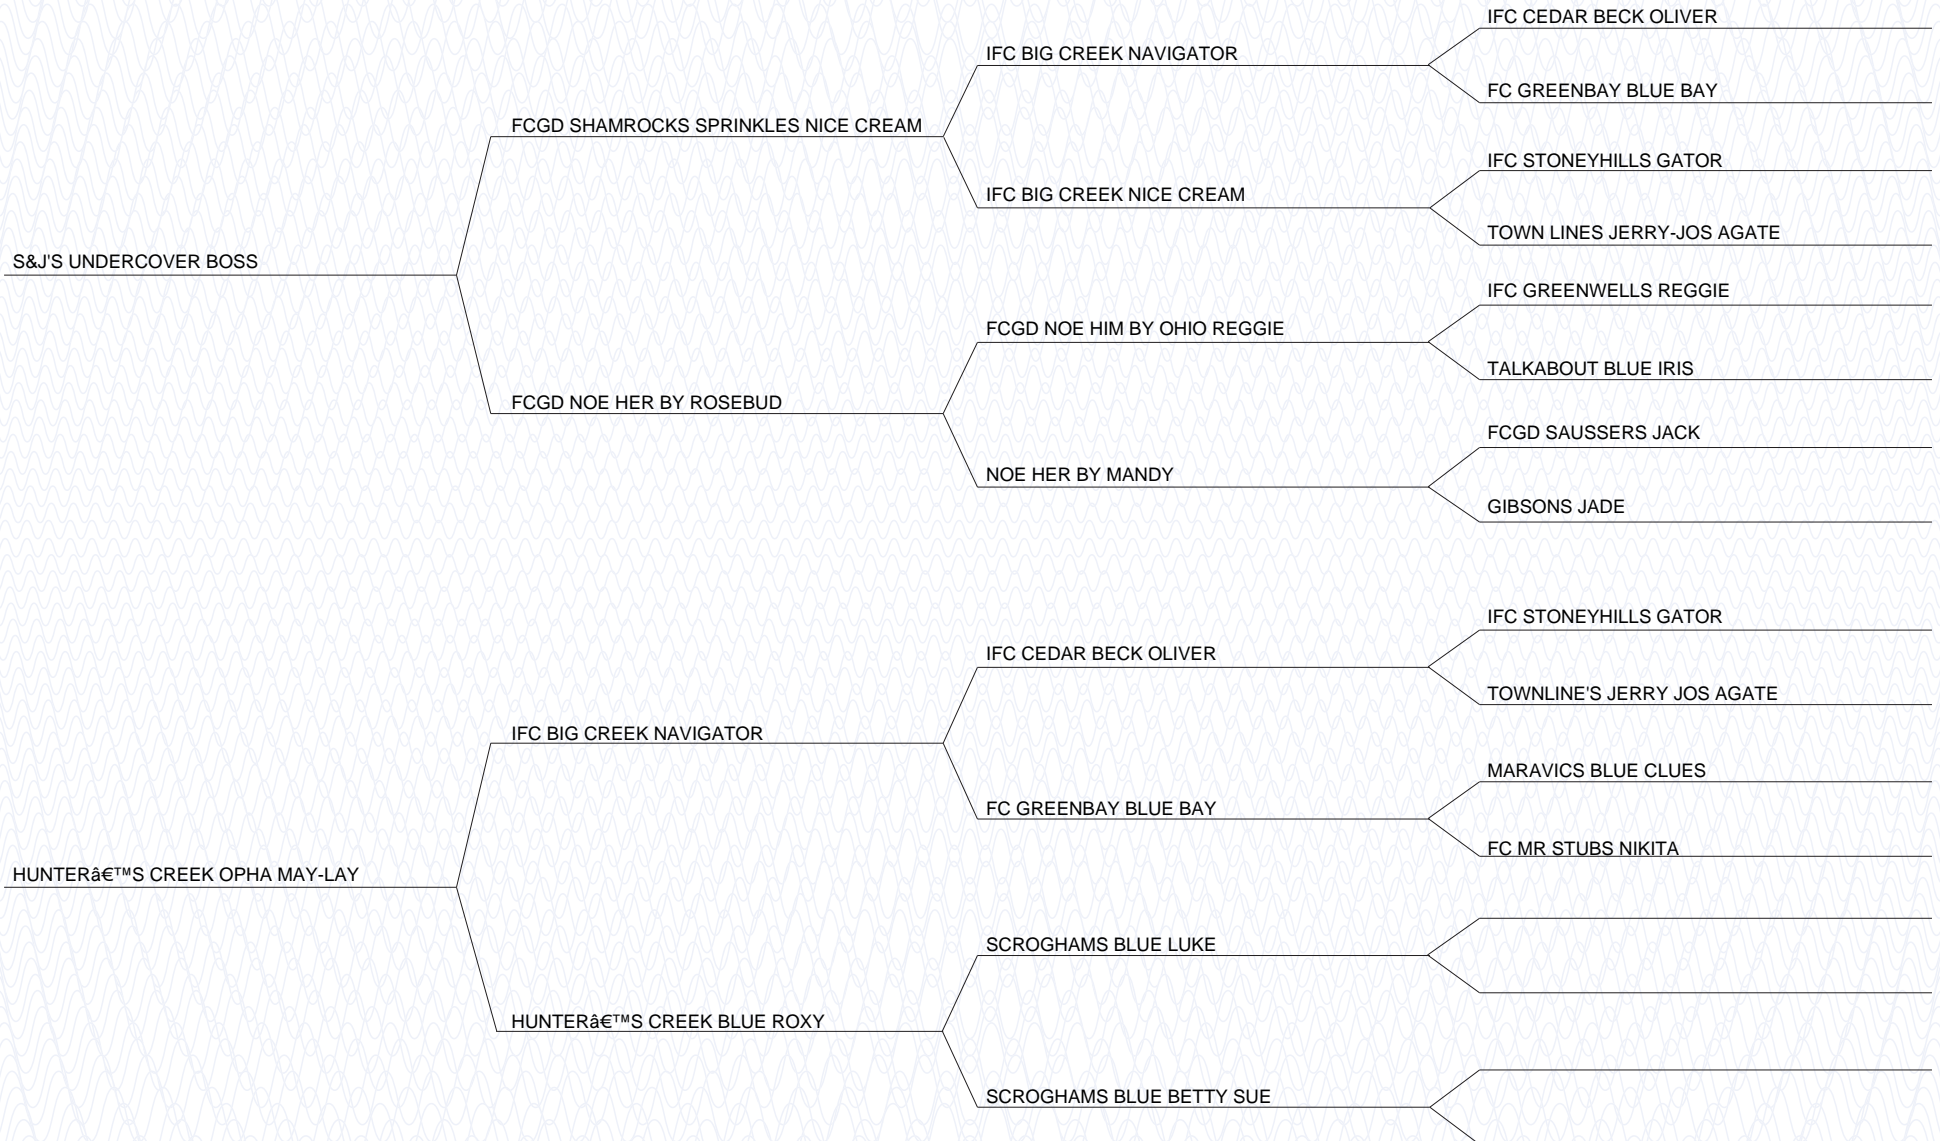 IFC CEDAR BECK OLIVER
IFC BIG CREEK NAVIGATOR
FC GREENBAY BLUE BAY
FCGD SHAMROCKS SPRINKLES NICE CREAM
IFC STONEYHILLS GATOR
IFC BIG CREEK NICE CREAM
TOWN LINES JERRY-JOS AGATE
S&J'S UNDERCOVER BOSS
IFC GREENWELLS REGGIE
FCGD NOE HIM BY OHIO REGGIE
TALKABOUT BLUE IRIS
FCGD NOE HER BY ROSEBUD
FCGD SAUSSERS JACK
NOE HER BY MANDY
GIBSONS JADE
IFC STONEYHILLS GATOR
IFC CEDAR BECK OLIVER
TOWNLINE'S JERRY JOS AGATE
IFC BIG CREEK NAVIGATOR
MARAVICS BLUE CLUES
FC GREENBAY BLUE BAY
FC MR STUBS NIKITA
HUNTERâ€™S CREEK OPHA MAY-LAY
SCROGHAMS BLUE LUKE
HUNTERâ€™S CREEK BLUE ROXY
SCROGHAMS BLUE BETTY SUE